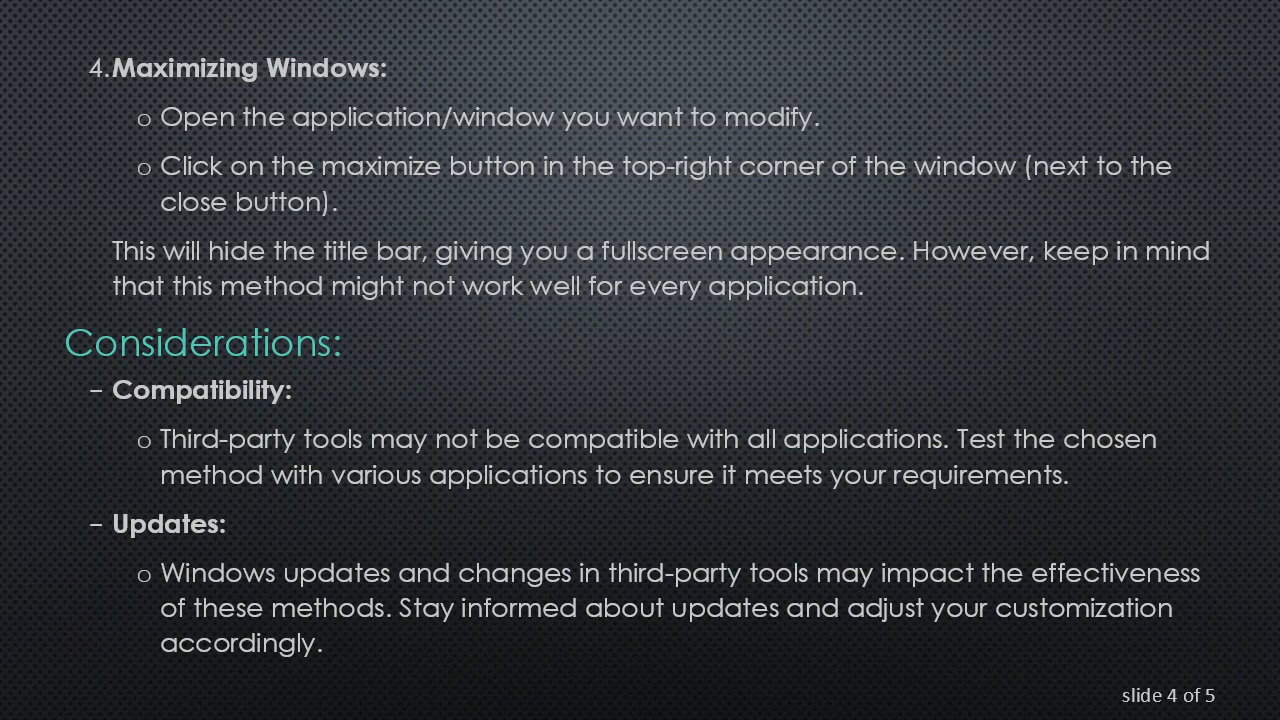 4.Maximizing Windows:
o Open the application/window you want to modify.
o Click on the maximize button in the top-right corner of the window (next to the
close button).
This will hide the title bar, giving you a fullscreen appearance. However, keep in mind
that this method might not work well for every application.
Considerations:
– Compatibility:
o Third-party tools may not be compatible with all applications. Test the chosen
method with various applications to ensure it meets your requirements.
– Updates:
o Windows updates and changes in third-party tools may impact the effectiveness
of these methods. Stay informed about updates and adjust your customization
accordingly.
slide 4 of 5